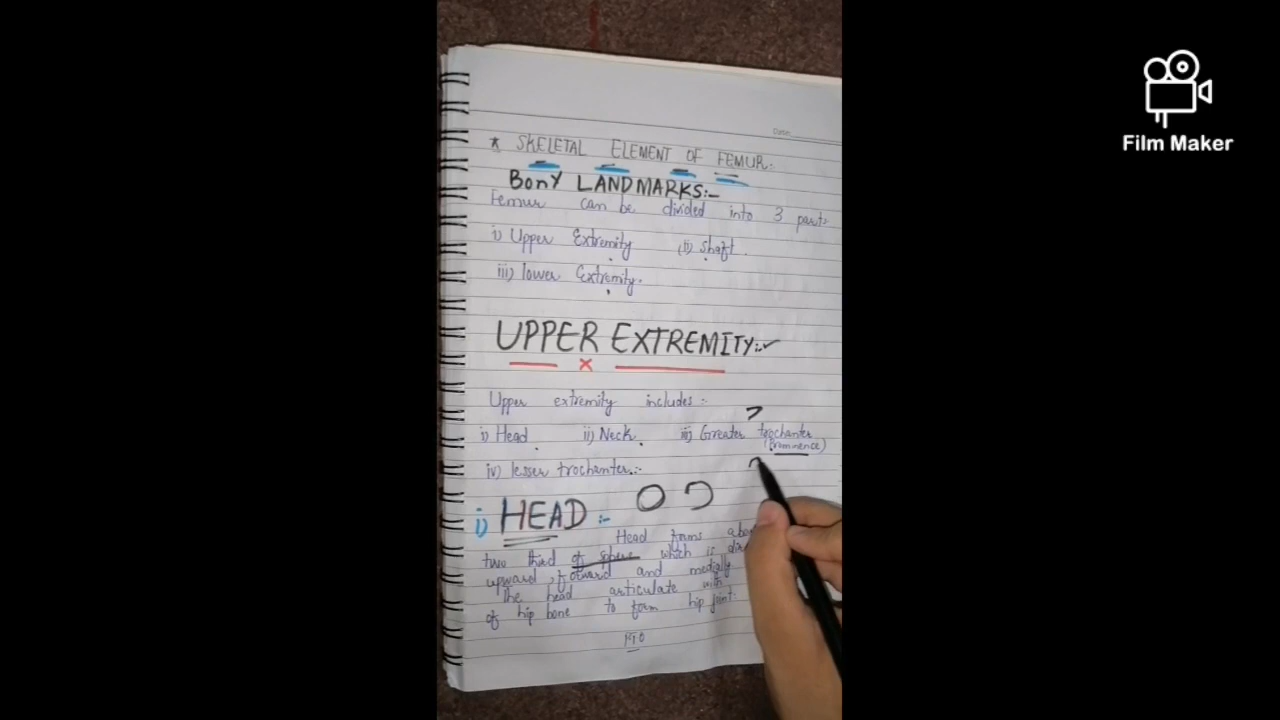 Date
* SKELETAL ELEMENT OF FEMUR:-
BONY LANDMARKS:-
Femur can be divided into 3 parts
i) Upper Extremity (ii) Shaft.
iii) lower Extremity.
UPPER EXTREMITY:-
Upper extremity includes :-
i) Head. ii) Neck. iii) Greater trochanter
(Prominence)
iv) lesser trochanter.:-
i) HEAD :-
Head forms
two third of sphere which is
upward, forward and medially
The head articulate with
of hip bone to form hip joint.
PTO
Film Maker